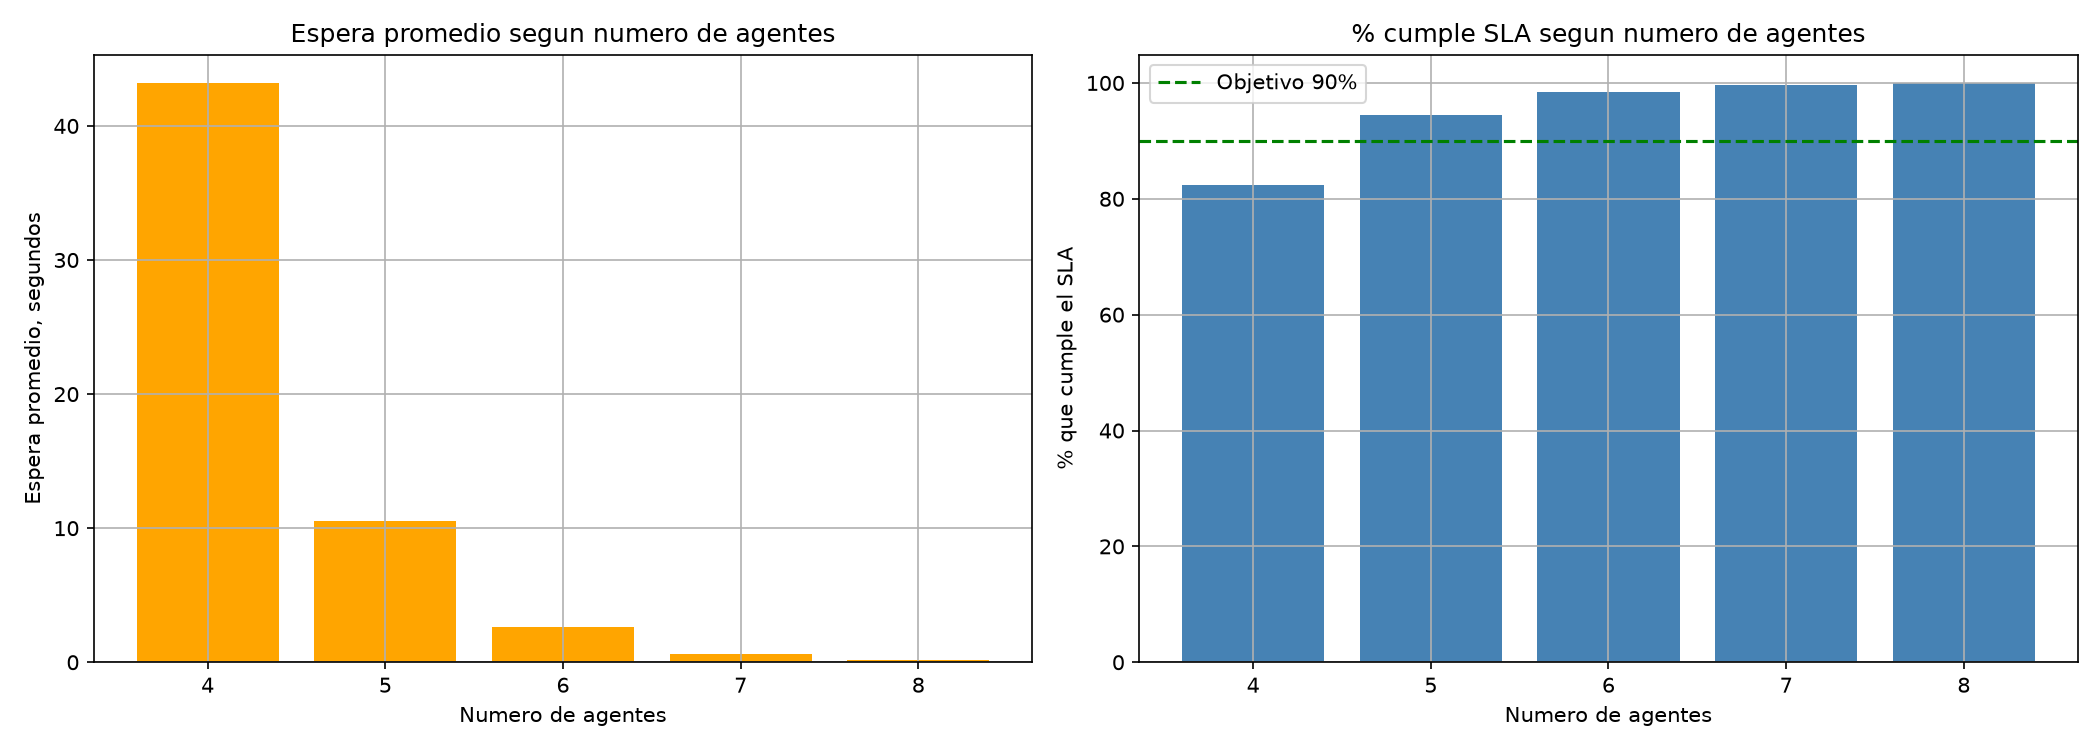 Espera promedio segun numero de agentes
Espera promedio, segundos
40
30
20
10
0
4 5 6 7 8
Numero de agentes
% cumple SLA segun numero de agentes
Objetivo 90%
% que cumple el SLA
100
80
60
40
20
0
4 5 6 7 8
Numero de agentes